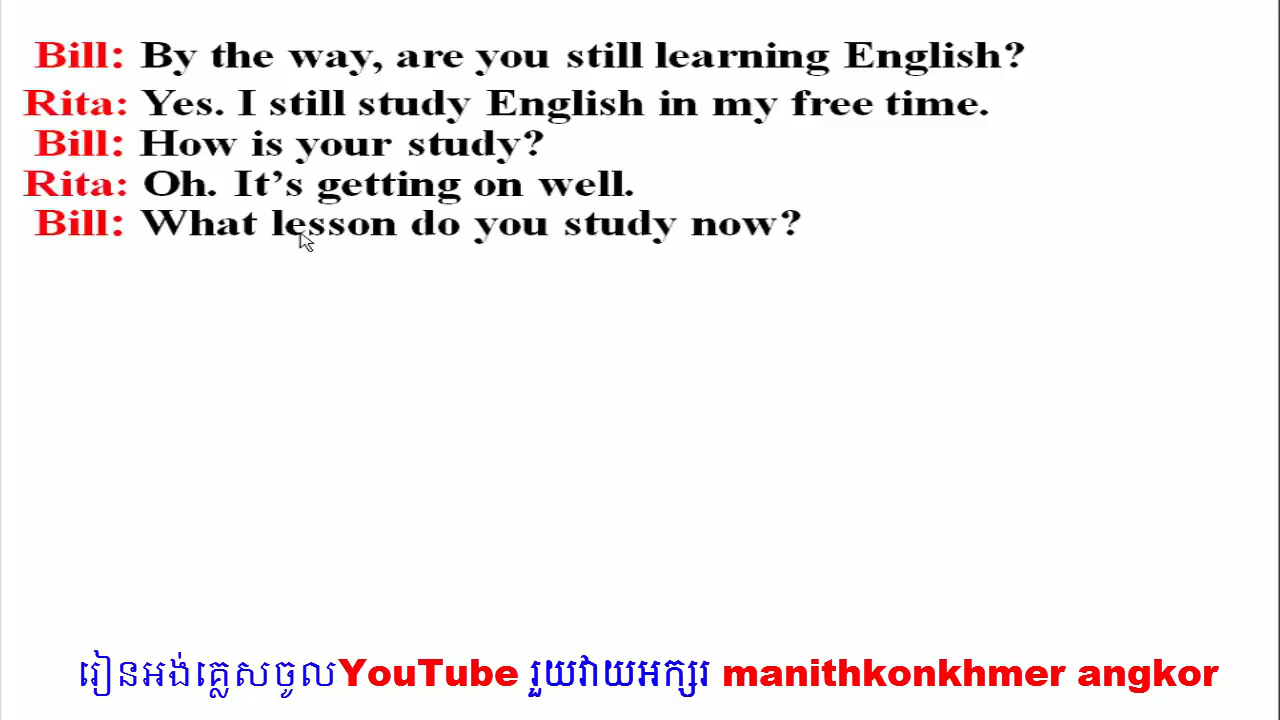 Bill: By the way, are you still learning English?
Rita: Yes. I still study English in my free time.
Bill: How is your study?
Rita: Oh. It’s getting on well.
Bill: What lesson do you study now?
រៀនអង់គ្លេសចូលYouTube រួយវាយអក្សរ manithkonkhmer angkor